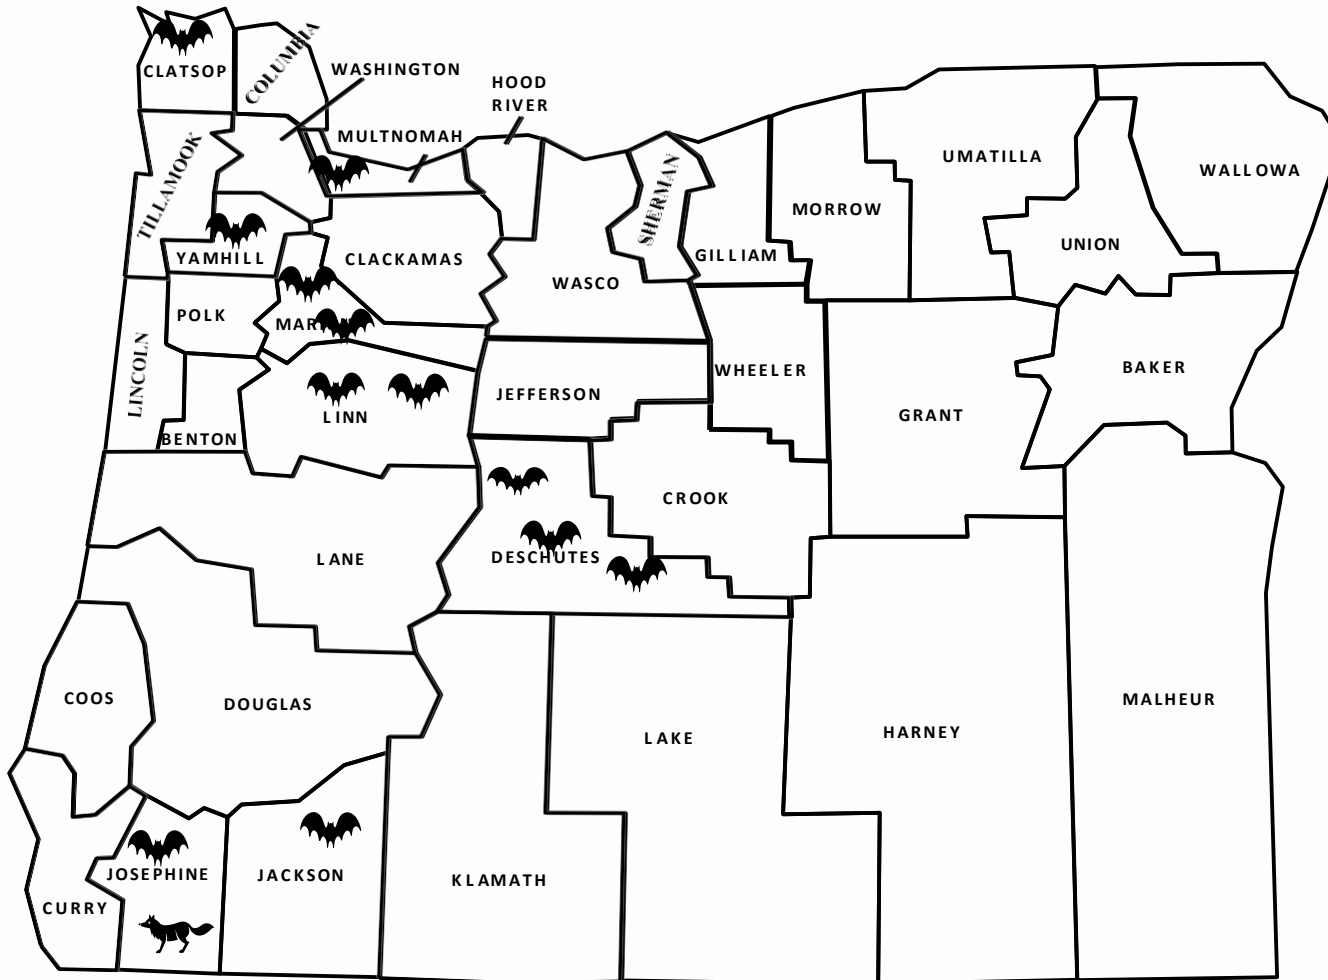 CLATSOP
COLUMBIA
WASHINGTON
HOOD
RIVER
MULTNOMAH
TILLAMOOK
SHERMAN
UMATILLA
WALLOWA
MORROW
UNION
YAMHILL
CLACKAMAS
GILLIAM
WASCO
POLK
MAR
LINCOLN
WHEELER
BAKER
JEFFERSON
LINN
GRANT
BENTON
CROOK
LANE
DESCHUTES
COOS
DOUGLAS
MALHEUR
LAKE
HARNEY
JOSEPHINE
JACKSON
KLAMATH
CURRY